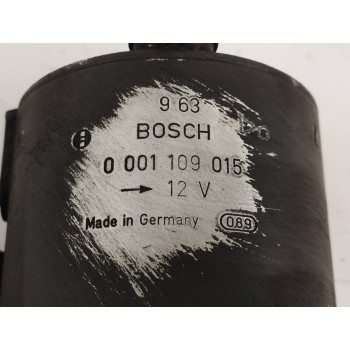 9 63
BOSCH
0 001 109 015
→ 12 V
Made in Germany 089